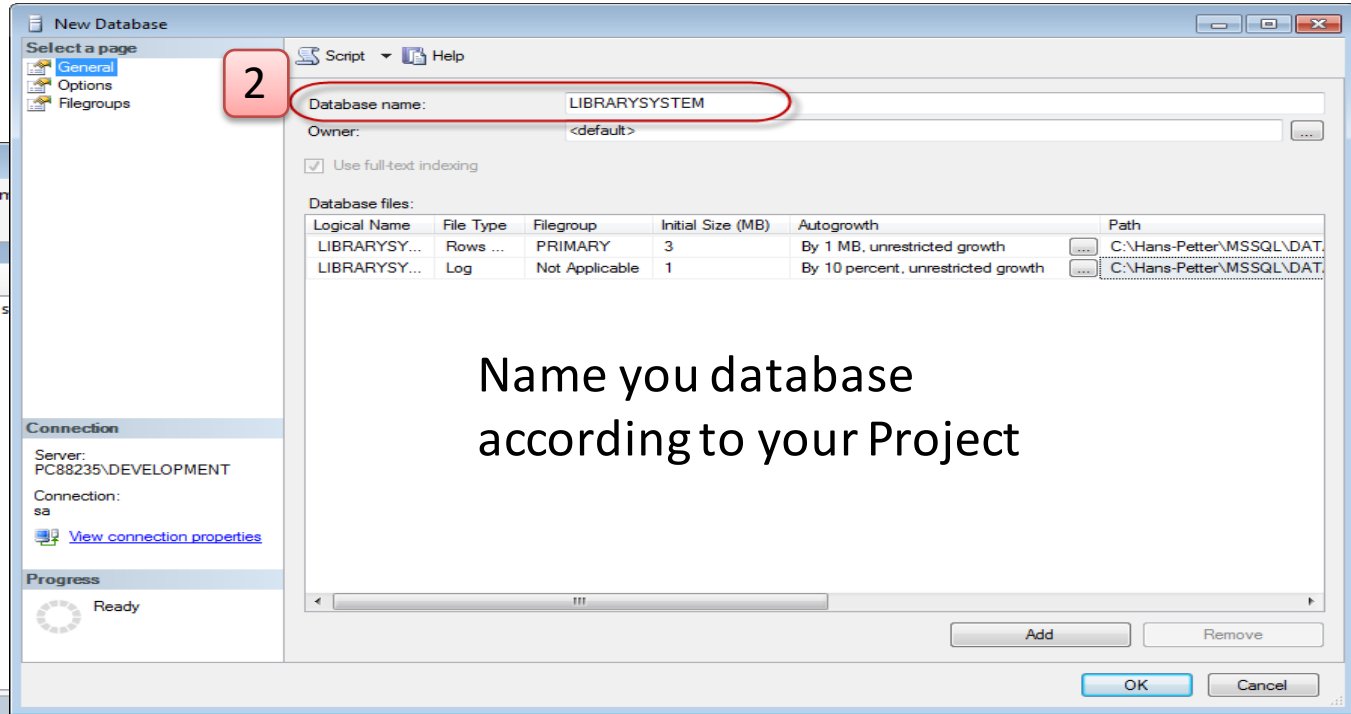 New Database
Select a page
General
Options
Filegroups
2
Script Help
Database name: LIBRARYSYSTEM
Owner: <default>
...
Use full-text indexing
Database files:
Logical Name File Type Filegroup Initial Size (MB) Autogrowth Path
LIBRARYSY... Rows ... PRIMARY 3 By 1 MB, unrestricted growth ... C:\Hans-Petter\MSSQL\DAT
LIBRARYSY... Log Not Applicable 1 By 10 percent, unrestricted growth ... C:\Hans-Petter\MSSQL\DAT
Name you database
according to your Project
Connection
Server:
PC88235\DEVELOPMENT
Connection:
sa
View connection properties
Progress
Ready
Add Remove
OK Cancel